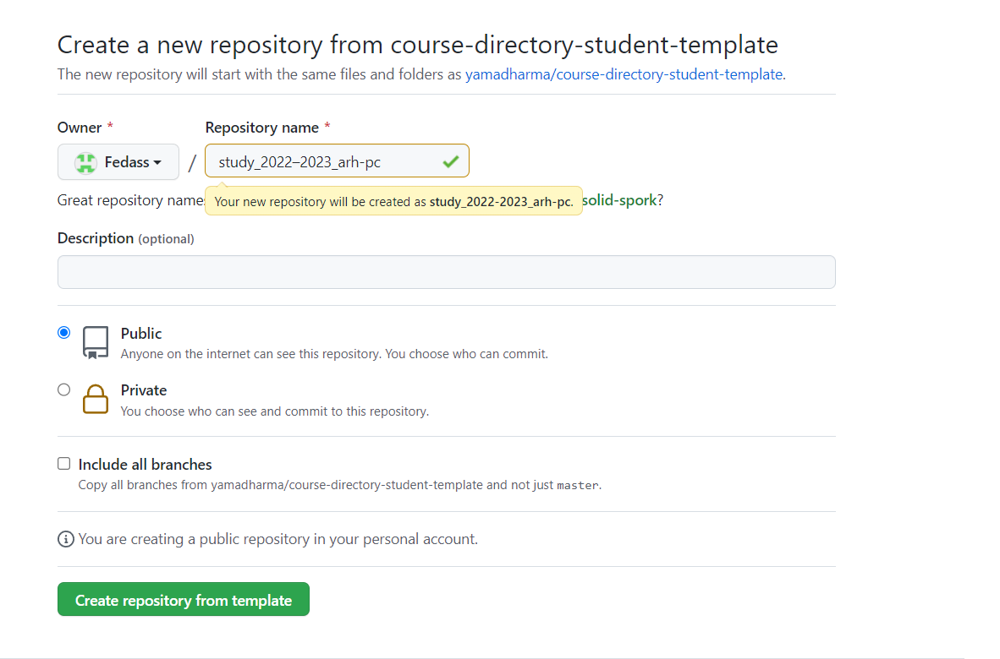 Create a new repository from course-directory-student-template
The new repository will start with the same files and folders as yamadharma/course-directory-student-template.
Owner * Repository name *
Fedass / study_2022–2023_arh-pc
Great repository name Your new repository will be created as study_2022-2023_arh-pc. solid-spork?
Description (optional)
Public
Anyone on the internet can see this repository. You choose who can commit.
Private
You choose who can see and commit to this repository.
Include all branches
Copy all branches from yamadharma/course-directory-student-template and not just master.
You are creating a public repository in your personal account.
Create repository from template